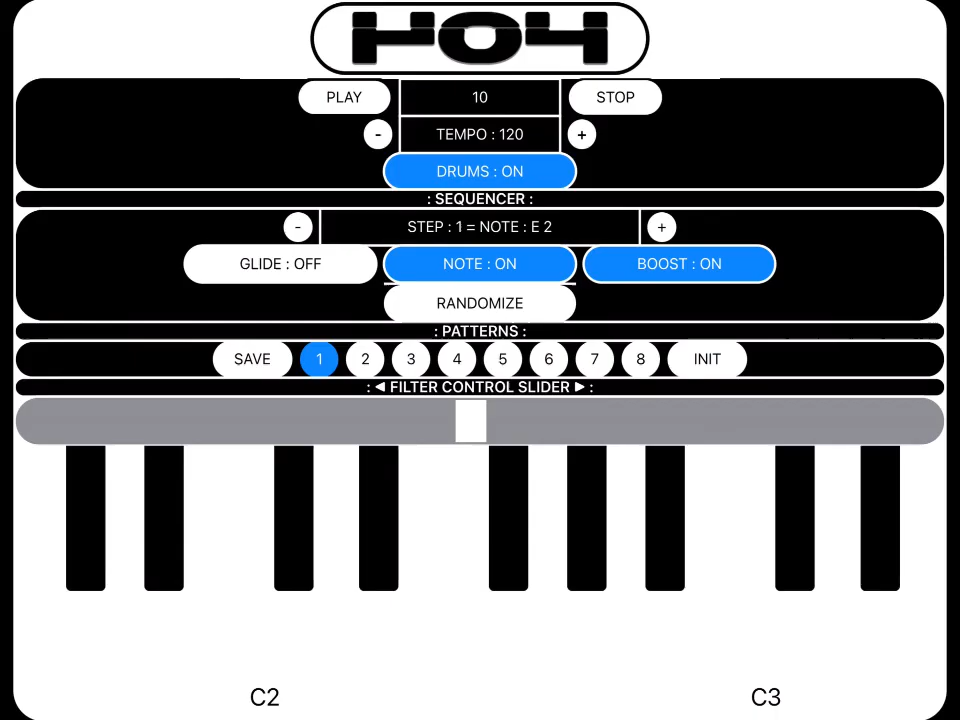 PLAY 10 STOP
- TEMPO : 120 +
DRUMS : ON
: SEQUENCER :
- STEP : 1 = NOTE : E 2 +
GLIDE : OFF NOTE : ON BOOST : ON
RANDOMIZE
: PATTERNS :
SAVE 1 2 3 4 5 6 7 8 INIT
: ◀ FILTER CONTROL SLIDER ▶ :
C2 C3